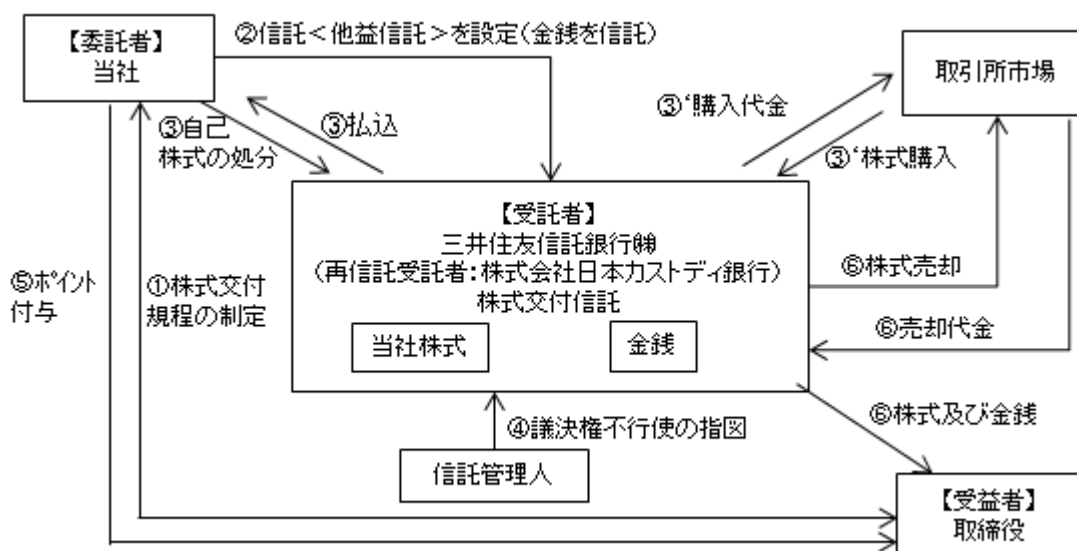 【委託者】
当社
②信託<他益信託>を設定(金銭を信託)
取引所市場
③自己
株式の処分
③払込
③‘購入代金
③‘株式購入
【受託者】
三井住友信託銀行㈱
(再信託受託者:株式会社日本カストディ銀行)
株式交付信託
当社株式
金銭
⑤ポイント
付与
①株式交付
規程の制定
⑥株式売却
⑥売却代金
④議決権不行使の指図
信託管理人
⑥株式及び金銭
【受益者】
取締役